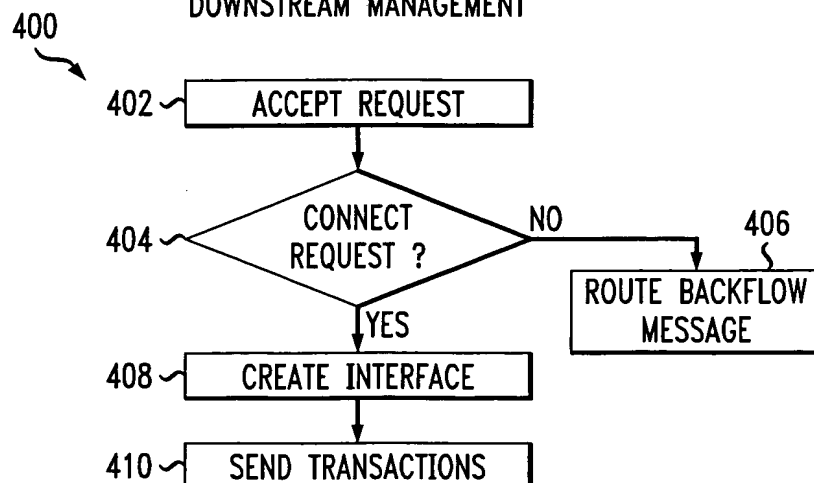 DOWNSTREAM MANAGEMENT
400
402 ACCEPT REQUEST
404 CONNECT
REQUEST ?
NO
406
ROUTE BACKFLOW
MESSAGE
YES
408 CREATE INTERFACE
410 SEND TRANSACTIONS